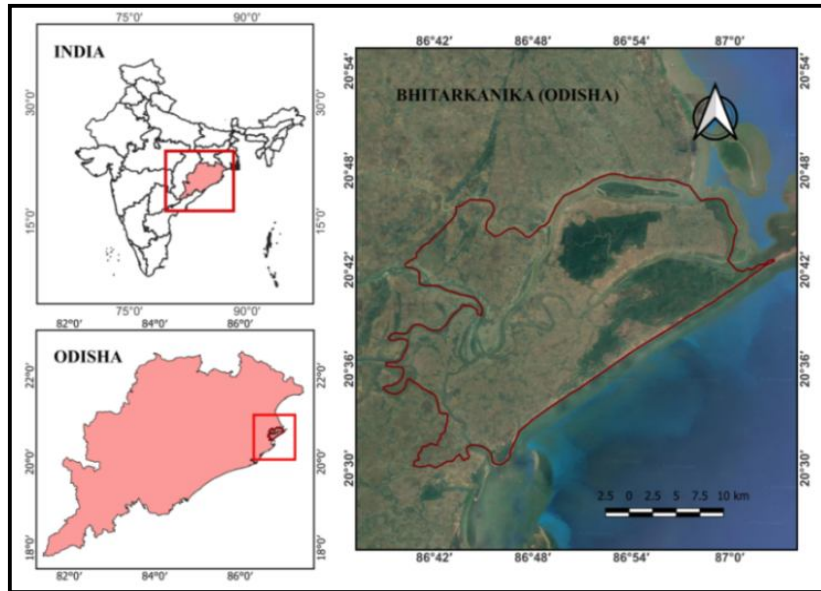 75°0' 90°0'
INDIA
30°0' 30°0'
15°0' 15°0'
75°0' 90°0'
82°0' 84°0' 86°0'
ODISHA
22°0' 22°0'
20°0' 20°0'
18°0' 18°0'
82°0' 84°0' 86°0'
86°42' 86°48' 86°54' 87°0'
20°54' 20°54'
BHITARKANIKA (ODISHA)
20°48' 20°48'
20°42' 20°42'
20°36' 20°36'
20°30' 20°30'
2.5 0 2.5 5 7.5 10 km
86°42' 86°48' 86°54' 87°0'